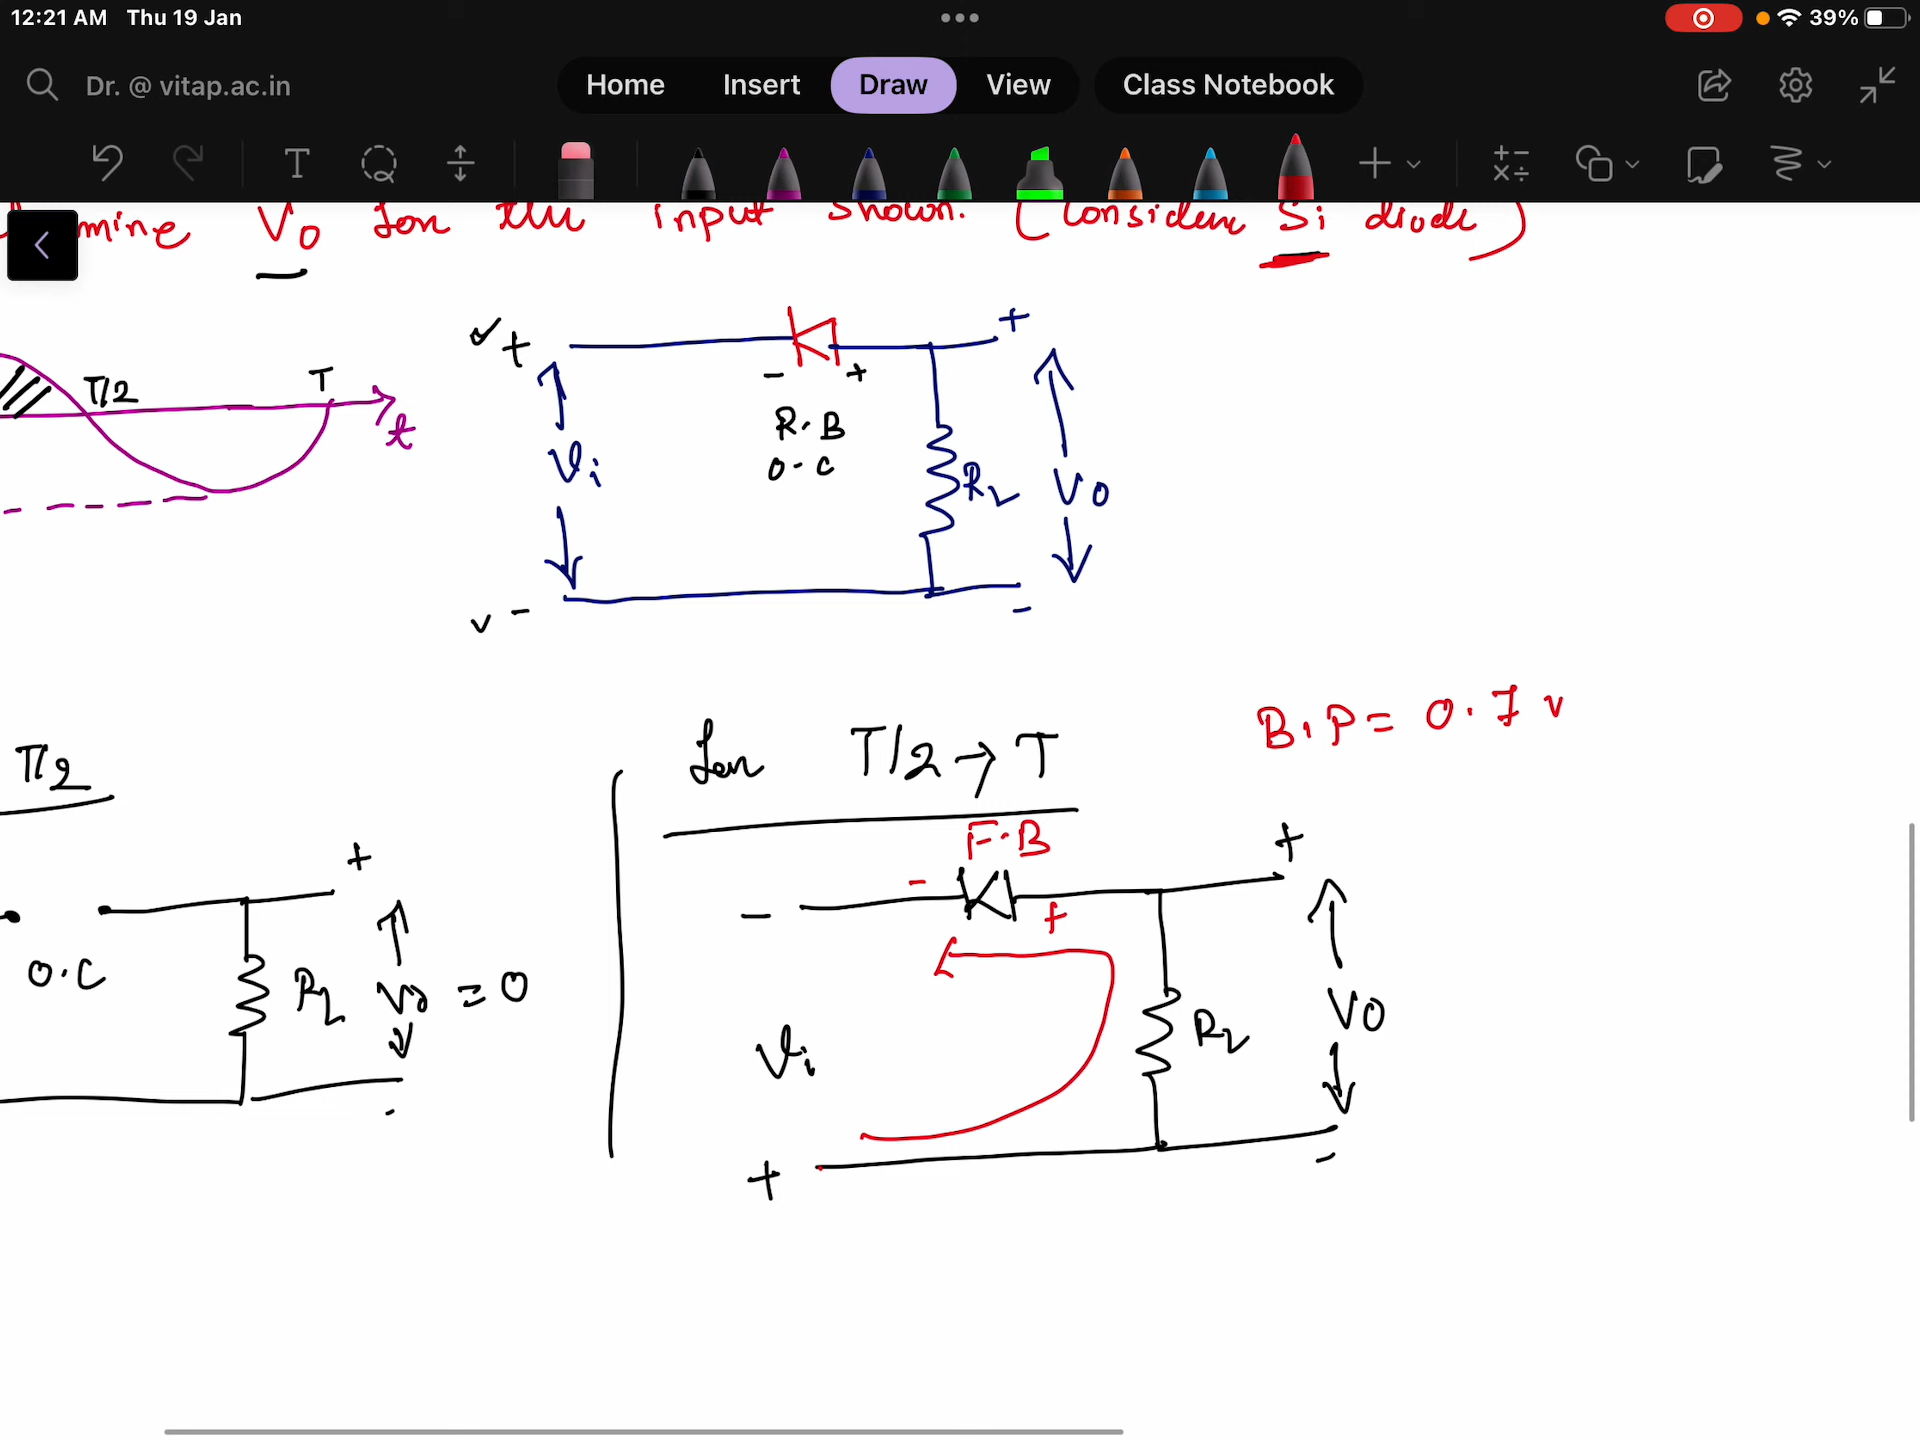 12:21 AM Thu 19 Jan
39%
Dr. @ vitap.ac.in
Home Insert Draw View Class Notebook
T
mine Vo for the input shown. (Consider Si diode)
+ +
T/2 T
t
- +
R.B
O.C
Vi RL Vo
- -
T/2
for T/2 → T
B.P = 0.7 v
F.B
+ +
- - +
O.C RL Vo = 0
Vi RL Vo
- + -